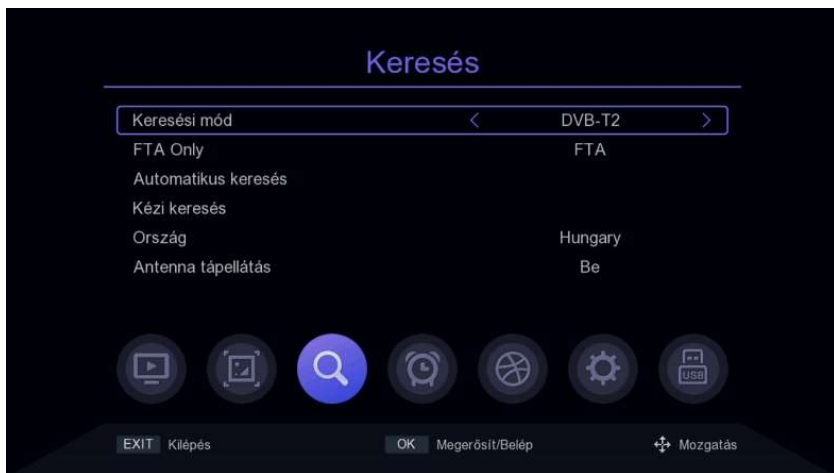 Keresés
Keresési mód < DVB-T2 >
FTA Only FTA
Automatikus keresés
Kézi keresés
Ország Hungary
Antenna tápellátás Be
USB
EXIT Kilépés OK Megerősít/Belép Mozgatás